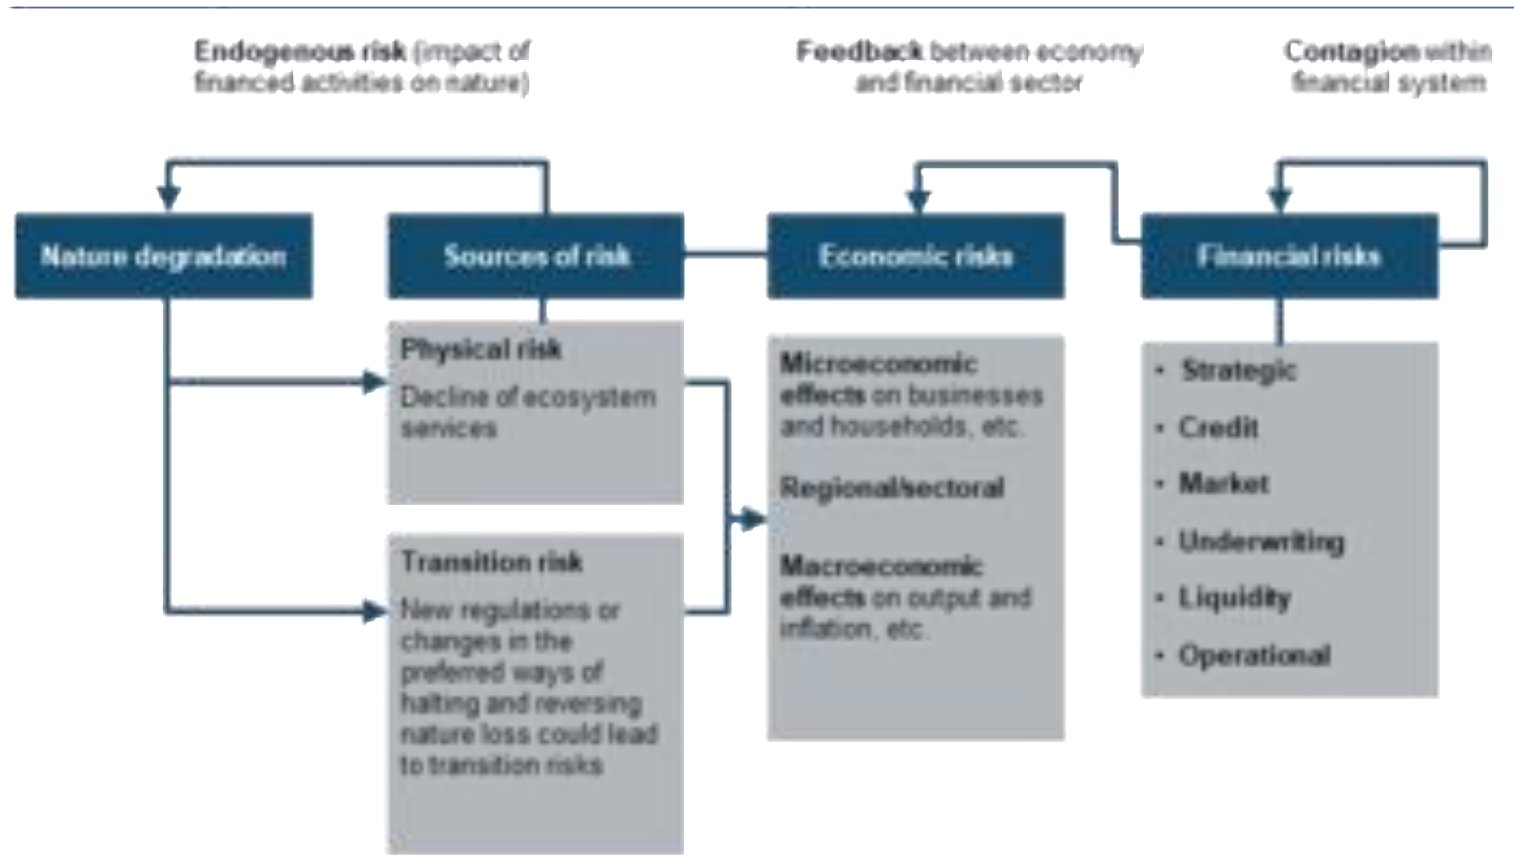 Endogenous risk (impact of
financed activities on nature)
Feedback between economy
and financial sector
Contagion within
financial system
Nature degradation
Sources of risk
Economic risks
Financial risks
Physical risk
Decline of ecosystem
services
Transition risk
New regulations or
changes in the
preferred ways of
halting and reversing
nature loss could lead
to transition risks
Microeconomic
effects on businesses
and households, etc.
Regional/sectoral
Macroeconomic
effects on output and
inflation, etc.
• Strategic
• Credit
• Market
• Underwriting
• Liquidity
• Operational